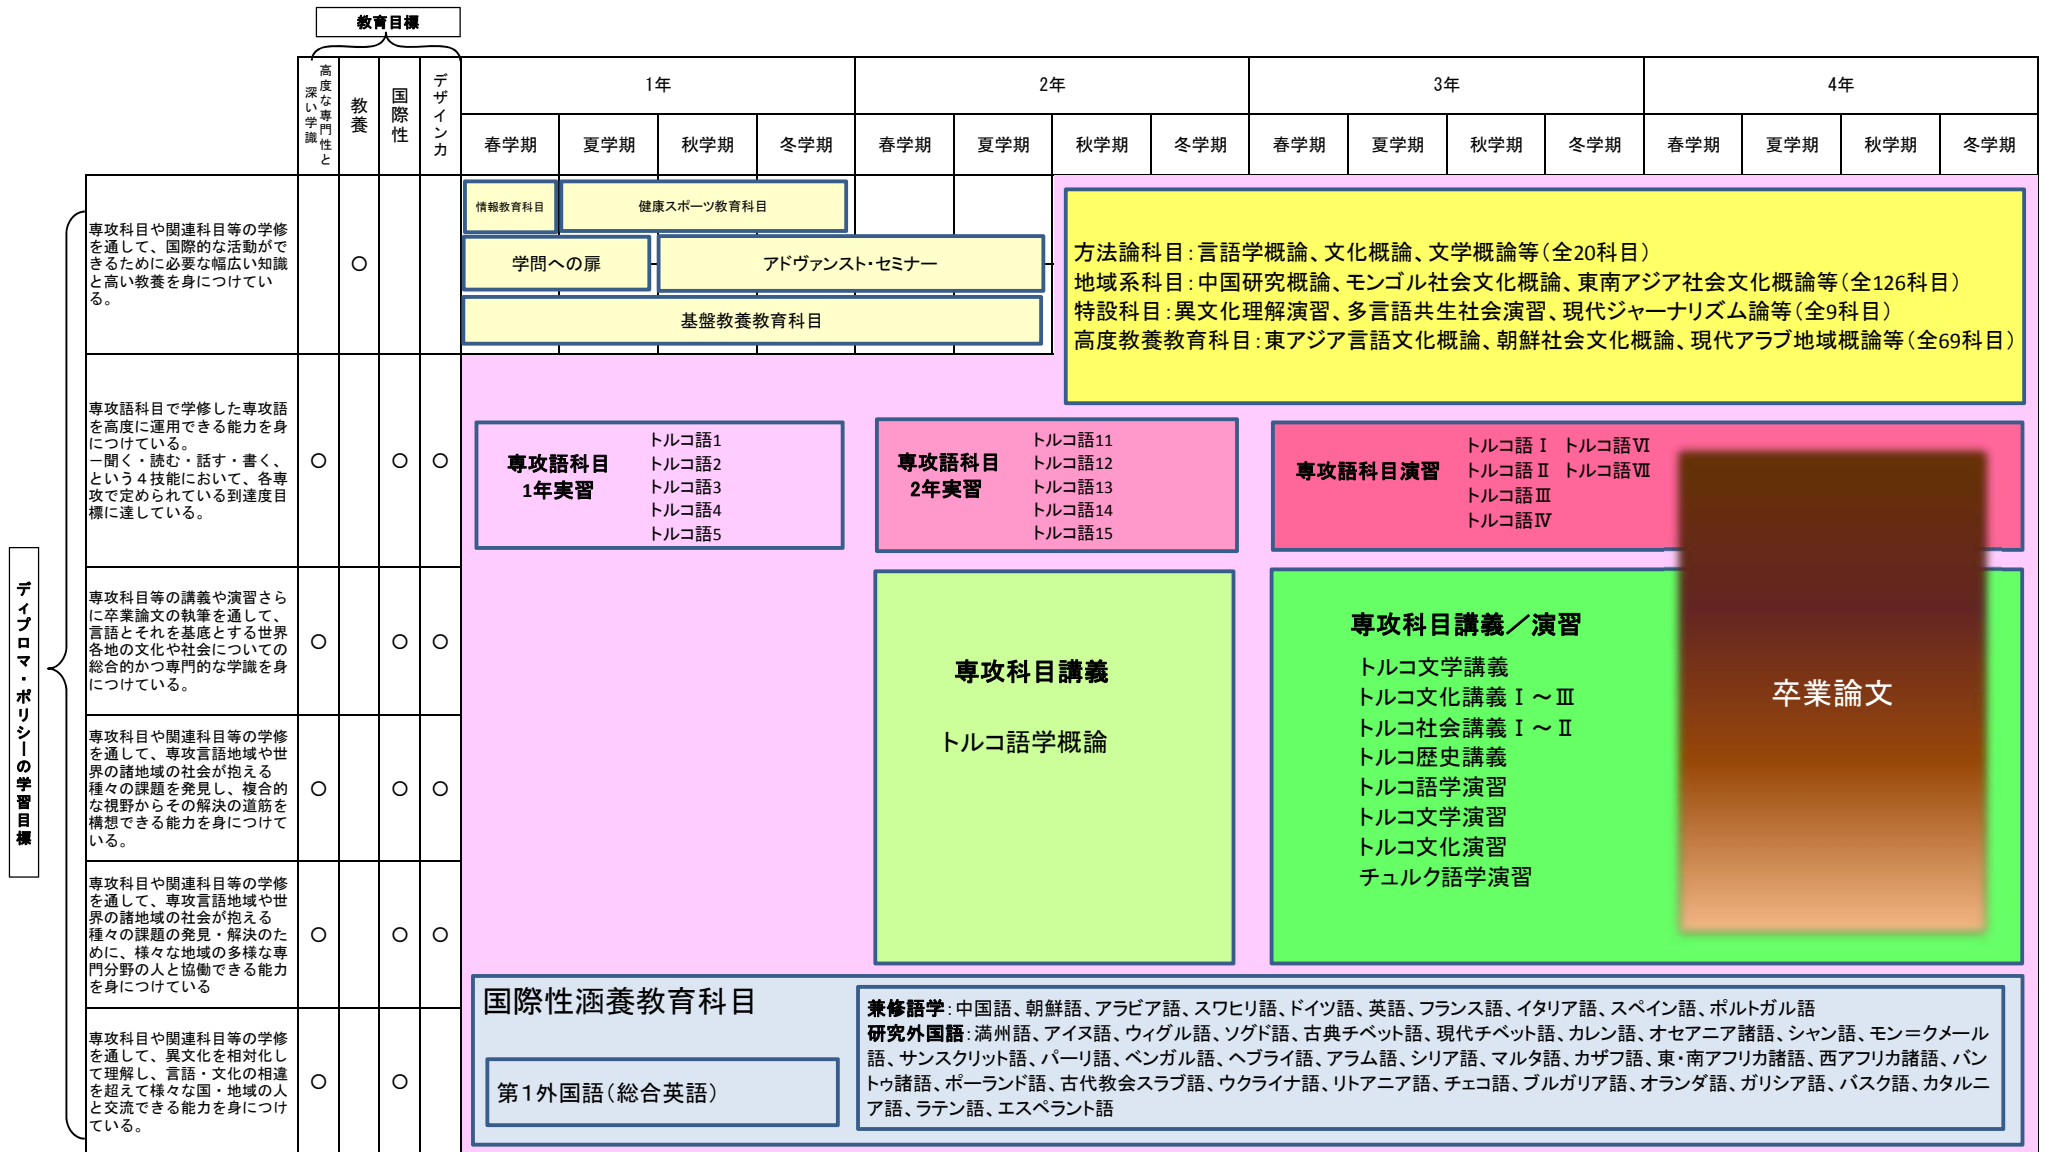 教育目標
高度な専門性と
深い学識
教養
国際性
デザイン力
1年
2年
3年
4年
春学期
夏学期
秋学期
冬学期
春学期
夏学期
秋学期
冬学期
春学期
夏学期
秋学期
冬学期
春学期
夏学期
秋学期
冬学期
ディプロマ・ポリシーの学習目標
専攻科目や関連科目等の学修
を通して、国際的な活動がで
きるために必要な幅広い知識
と高い教養を身につけてい
る。
○
情報教育科目
健康スポーツ教育科目
学問への扉
アドヴァンスト・セミナー
基盤教養教育科目
方法論科目：言語学概論、文化概論、文学概論等(全20科目)
地域系科目：中国研究概論、モンゴル社会文化概論、東南アジア社会文化概論等(全126科目)
特設科目：異文化理解演習、多言語共生社会演習、現代ジャーナリズム論等(全9科目)
高度教養教育科目：東アジア言語文化概論、朝鮮社会文化概論、現代アラブ地域概論等(全69科目)
専攻語科目で学修した専攻語
を高度に運用できる能力を身
につけている。
－聞く・読む・話す・書く、
という４技能において、各専
攻で定められている到達度目
標に達している。
○ ○ ○
専攻語科目
1年実習
トルコ語1
トルコ語2
トルコ語3
トルコ語4
トルコ語5
専攻語科目
2年実習
トルコ語11
トルコ語12
トルコ語13
トルコ語14
トルコ語15
専攻語科目演習
トルコ語Ⅰ トルコ語Ⅵ
トルコ語Ⅱ トルコ語Ⅶ
トルコ語Ⅲ
トルコ語Ⅳ
専攻科目等の講義や演習さら
に卒業論文の執筆を通して、
言語とそれを基底とする世界
各地の文化や社会についての
総合的かつ専門的な学識を身
につけている。
○ ○ ○
専攻科目講義
トルコ語学概論
専攻科目講義／演習
トルコ文学講義
トルコ文化講義Ⅰ～Ⅲ
トルコ社会講義Ⅰ～Ⅱ
トルコ歴史講義
トルコ語学演習
トルコ文学演習
トルコ文化演習
チュルク語学演習
卒業論文
専攻科目や関連科目等の学修
を通して、専攻言語地域や世
界の諸地域の社会が抱える
種々の課題を発見し、複合的
な視野からその解決の道筋を
構想できる能力を身につけて
いる。
○ ○ ○
専攻科目や関連科目等の学修
を通して、専攻言語地域や世
界の諸地域の社会が抱える
種々の課題の発見・解決のた
めに、様々な地域の多様な専
門分野の人と協働できる能力
を身につけている
○ ○ ○
専攻科目や関連科目等の学修
を通して、異文化を相対化し
て理解し、言語・文化の相違
を超えて様々な国・地域の人
と交流できる能力を身につけ
ている。
○ ○
国際性涵養教育科目
第１外国語(総合英語)
兼修語学：中国語、朝鮮語、アラビア語、スワヒリ語、ドイツ語、英語、フランス語、イタリア語、スペイン語、ポルトガル語
研究外国語：満州語、アイヌ語、ウィグル語、ソグド語、古典チベット語、現代チベット語、カレン語、オセアニア諸語、シャン語、モン＝クメール
語、サンスクリット語、パーリ語、ベンガル語、ヘブライ語、アラム語、シリア語、マルタ語、カザフ語、東・南アフリカ諸語、西アフリカ諸語、バン
トゥ諸語、ポーランド語、古代教会スラブ語、ウクライナ語、リトアニア語、チェコ語、ブルガリア語、オランダ語、ガリシア語、バスク語、カタルニ
ア語、ラテン語、エスペラント語